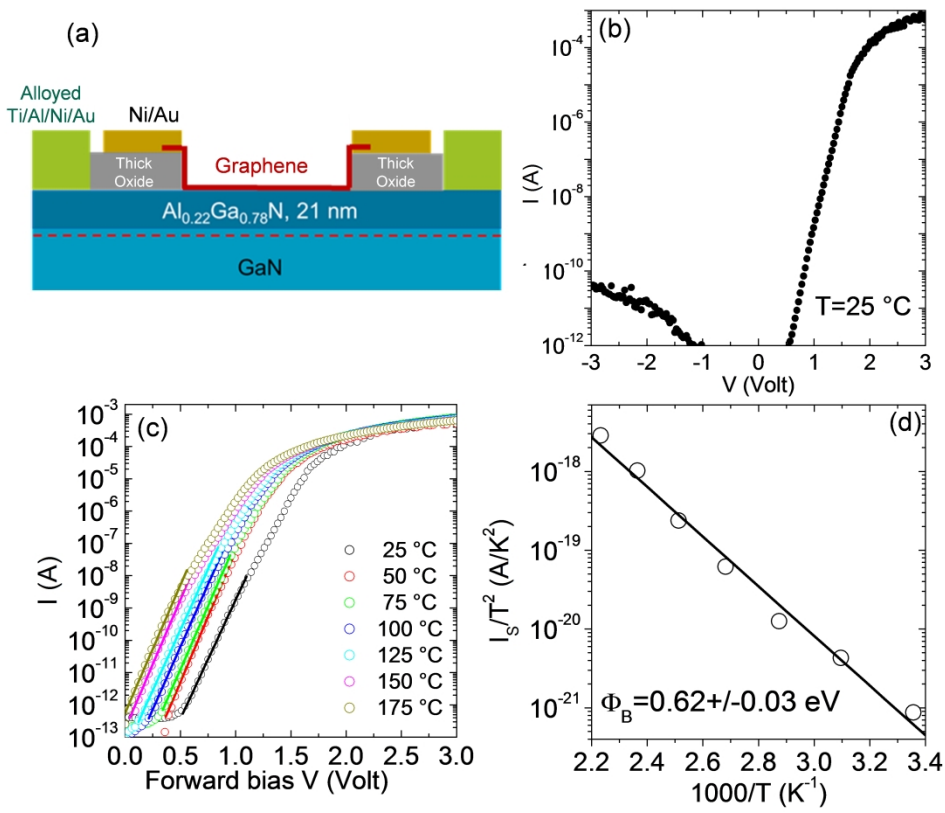 (a)
Alloyed
Ti/Al/Ni/Au
Ni/Au
Thick
Oxide
Graphene
Thick
Oxide
Al0.22Ga0.78N, 21 nm
GaN
(b)
10-4
10-6
10-8
10-10
10-12
I (A)
T=25 °C
-3 -2 -1 0 1 2 3
V (Volt)
(c)
10-3
10-4
10-5
10-6
10-7
10-8
10-9
10-10
10-11
10-12
10-13
I (A)
25 °C
50 °C
75 °C
100 °C
125 °C
150 °C
175 °C
0.0 0.5 1.0 1.5 2.0 2.5 3.0
Forward bias V (Volt)
(d)
10-18
10-19
10-20
10-21
IS/T2 (A/K2)
ΦB=0.62+/-0.03 eV
2.2 2.4 2.6 2.8 3.0 3.2 3.4
1000/T (K-1)